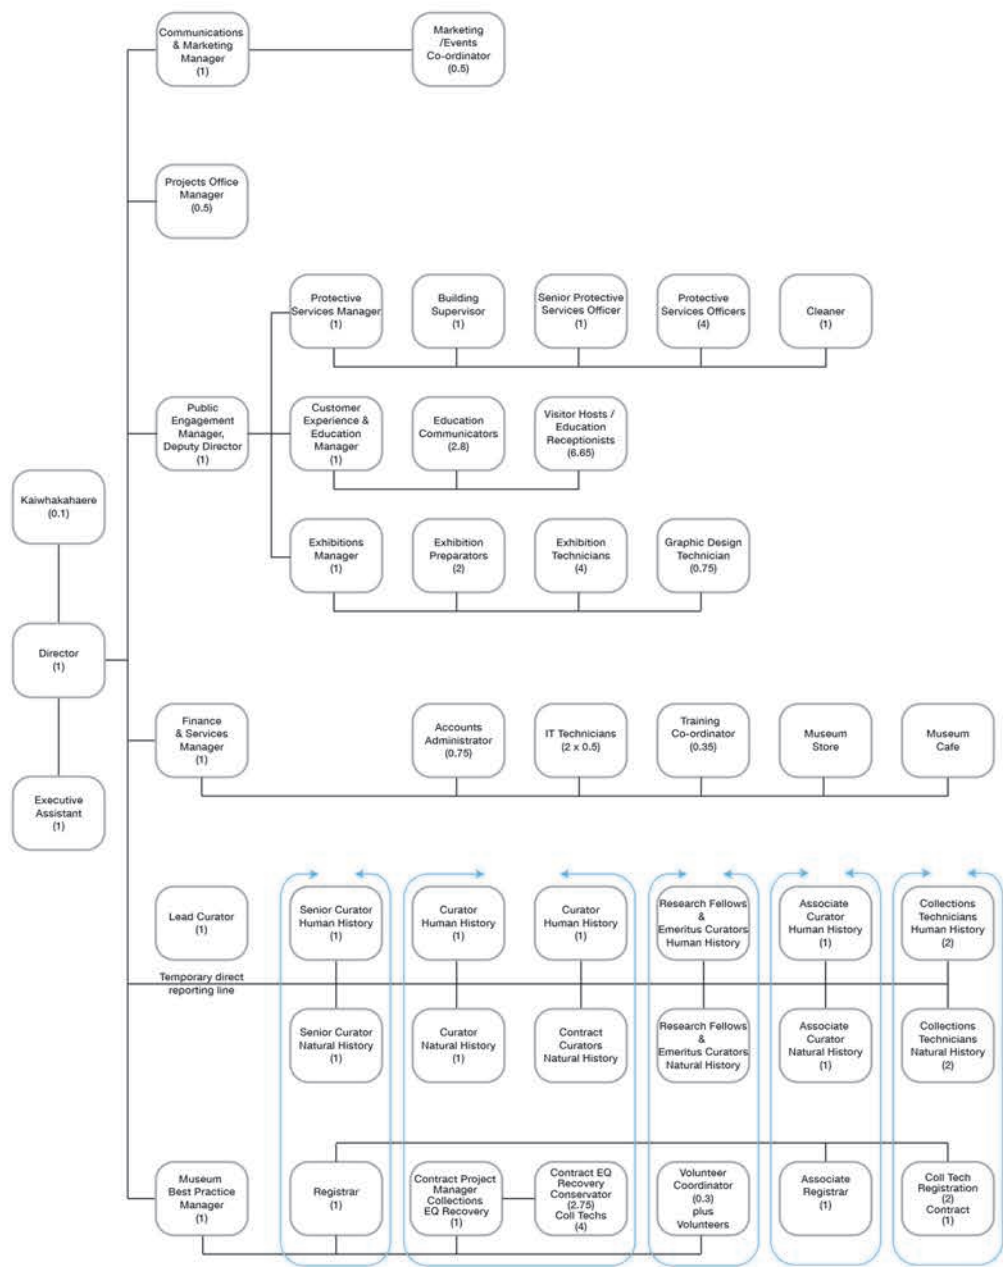 Communications
& Marketing
Manager
(1)
Marketing
/Events
Co-ordinator
(0.5)
Projects Office
Manager
(0.5)
Protective
Services Manager
(1)
Building
Supervisor
(1)
Senior Protective
Services Officer
(1)
Protective
Services Officers
(4)
Cleaner
(1)
Public
Engagement
Manager,
Deputy Director
(1)
Customer
Experience &
Education
Manager
(1)
Education
Communicators
(2.8)
Visitor Hosts /
Education
Receptionists
(6.65)
Kaiwhakahaere
(0.1)
Exhibitions
Manager
(1)
Exhibition
Preparators
(2)
Exhibition
Technicians
(4)
Graphic Design
Technician
(0.75)
Director
(1)
Finance
& Services
Manager
(1)
Accounts
Administrator
(0.75)
IT Technicians
(2 x 0.5)
Training
Co-ordinator
(0.35)
Museum
Store
Museum
Cafe
Executive
Assistant
(1)
Lead Curator
(1)
Senior Curator
Human History
(1)
Curator
Human History
(1)
Curator
Human History
(1)
Research Fellows
&
Emeritus Curators
Human History
Associate
Curator
Human History
(1)
Collections
Technicians
Human History
(2)
Temporary direct
reporting line
Senior Curator
Natural History
(1)
Curator
Natural History
(1)
Contract
Curators
Natural History
Research Fellows
&
Emeritus Curators
Natural History
Associate
Curator
Natural History
(1)
Collections
Technicians
Natural History
(2)
Museum
Best Practice
Manager
(1)
Registrar
(1)
Contract Project
Manager
Collections
EQ Recovery
(1)
Contract EQ
Recovery
Conservator
(2.75)
Coll Techs
(4)
Volunteer
Coordinator
(0.3)
plus
Volunteers
Associate
Registrar
(1)
Coll Tech
Registration
(2)
Contract
(1)